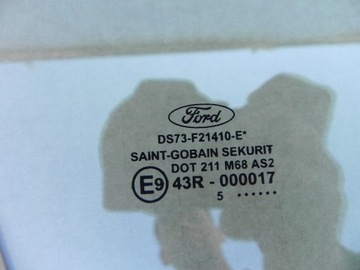 Ford
DS73-F21410-E*
SAINT-GOBAIN SEKURIT
DOT 211 M68 AS2
E9 43R - 000017
5 ······